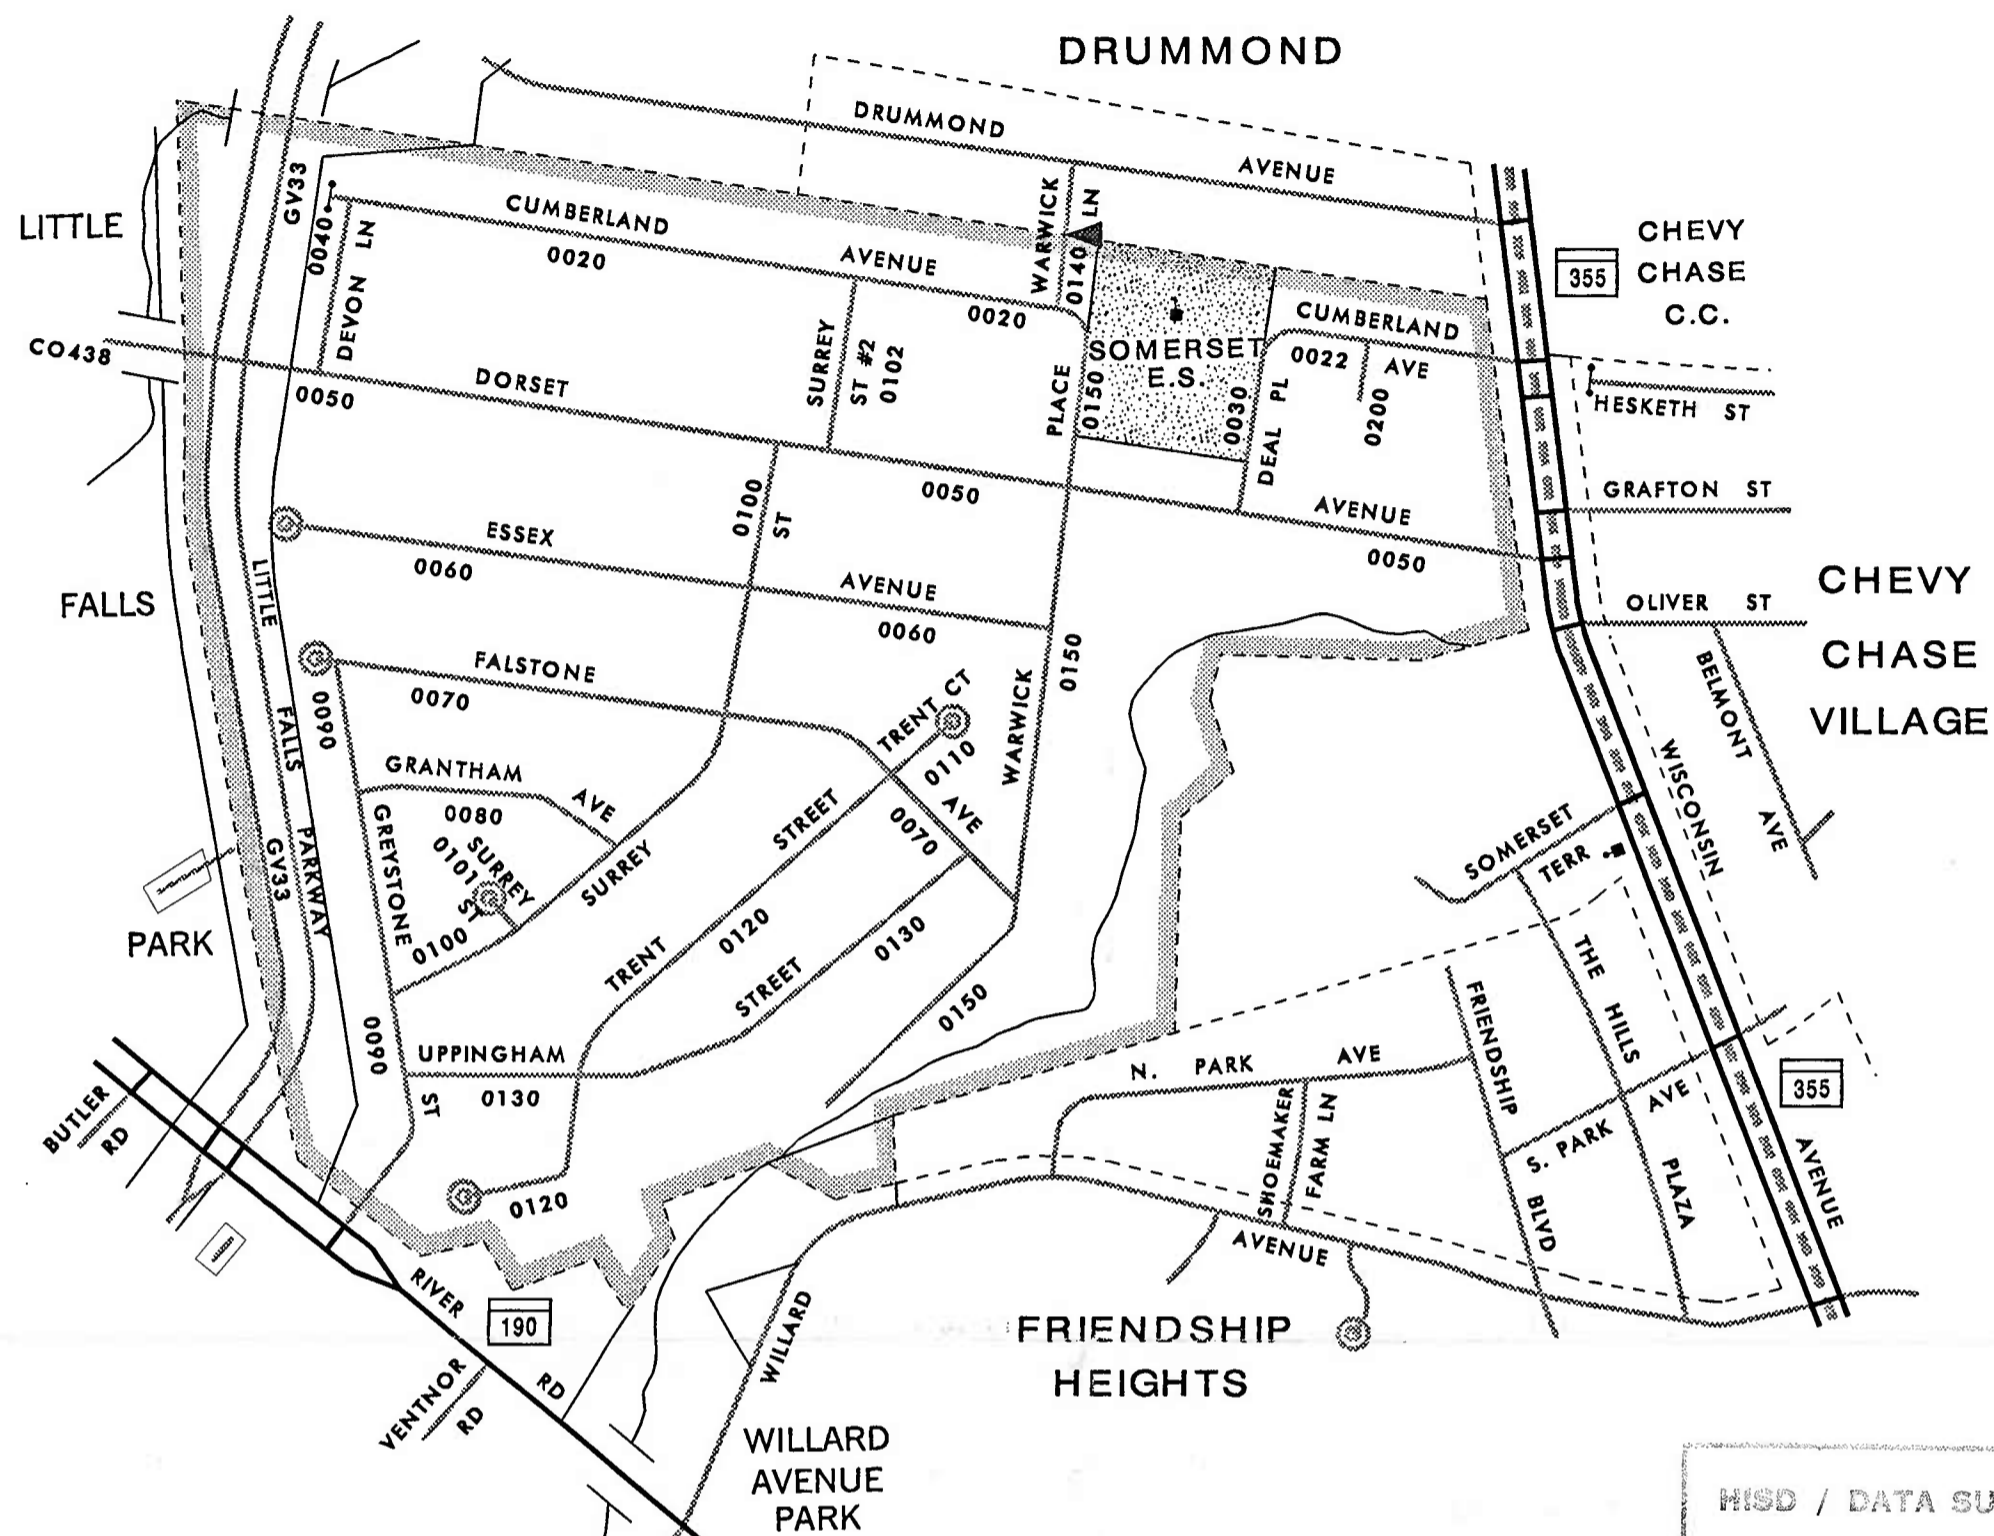 DRUMMOND
DRUMMOND AVENUE
LITTLE
FALLS
PARK
GV33
CUMBERLAND AVENUE
0020
0020
0040
DEVON LN
WARWICK LN
0140
CHEVY
CHASE
C.C.
355
CO438
DORSET AVENUE
0050
0050
0050
SURREY
ST #2
0102
WARWICK PLACE
0150
SOMERSET
E.S.
0030
DEAL PL
CUMBERLAND AVE
0022
0200
HESKETH ST
GRAFTON ST
OLIVER ST
CHEVY
CHASE
VILLAGE
BELMONT AVE
WISCONSIN AVENUE
0100
ST
ESSEX AVENUE
0060
0060
LITTLE FALLS PARKWAY
GV33
FALSTONE AVE
0070
0070
0090
GREYSTONE ST
0090
GRANTHAM AVE
0080
SURREY ST
0101
SURREY
0100
TRENT CT
0110
TRENT STREET
0120
0120
WARWICK
0150
0150
UPPINGHAM STREET
0130
0130
SOMERSET TERR
THE HILLS PLAZA
FRIENDSHIP BLVD
N. PARK AVE
S. PARK AVE
SHOEMAKER
FARM LN
355
BUTLER RD
RIVER RD
190
VENTNOR RD
WILLARD AVENUE
FRIENDSHIP
HEIGHTS
WILLARD
AVENUE
PARK
HISD / DATA SU